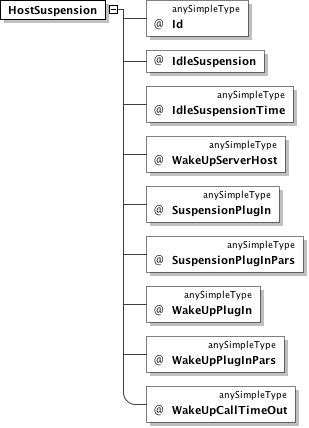 HostSuspension
anySimpleType
@ Id
@ IdleSuspension
anySimpleType
@ IdleSuspensionTime
anySimpleType
@ WakeUpServerHost
anySimpleType
@ SuspensionPlugIn
anySimpleType
@ SuspensionPlugInPars
anySimpleType
@ WakeUpPlugIn
anySimpleType
@ WakeUpPlugInPars
anySimpleType
@ WakeUpCallTimeOut